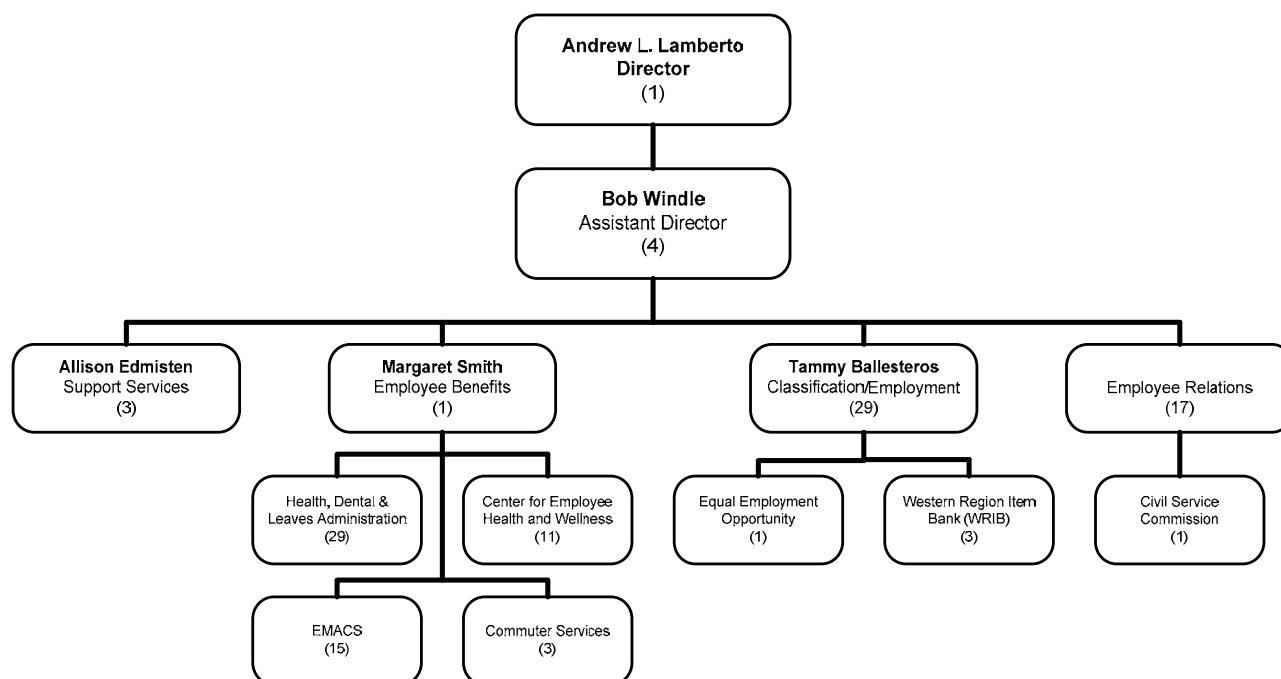 Andrew L. Lamberto
Director
(1)
Bob Windle
Assistant Director
(4)
Allison Edmisten
Support Services
(3)
Margaret Smith
Employee Benefits
(1)
Tammy Ballesteros
Classification/Employment
(29)
Employee Relations
(17)
Health, Dental &
Leaves Administration
(29)
Center for Employee
Health and Wellness
(11)
Equal Employment
Opportunity
(1)
Western Region Item
Bank (WRIB)
(3)
Civil Service
Commission
(1)
EMACS
(15)
Commuter Services
(3)